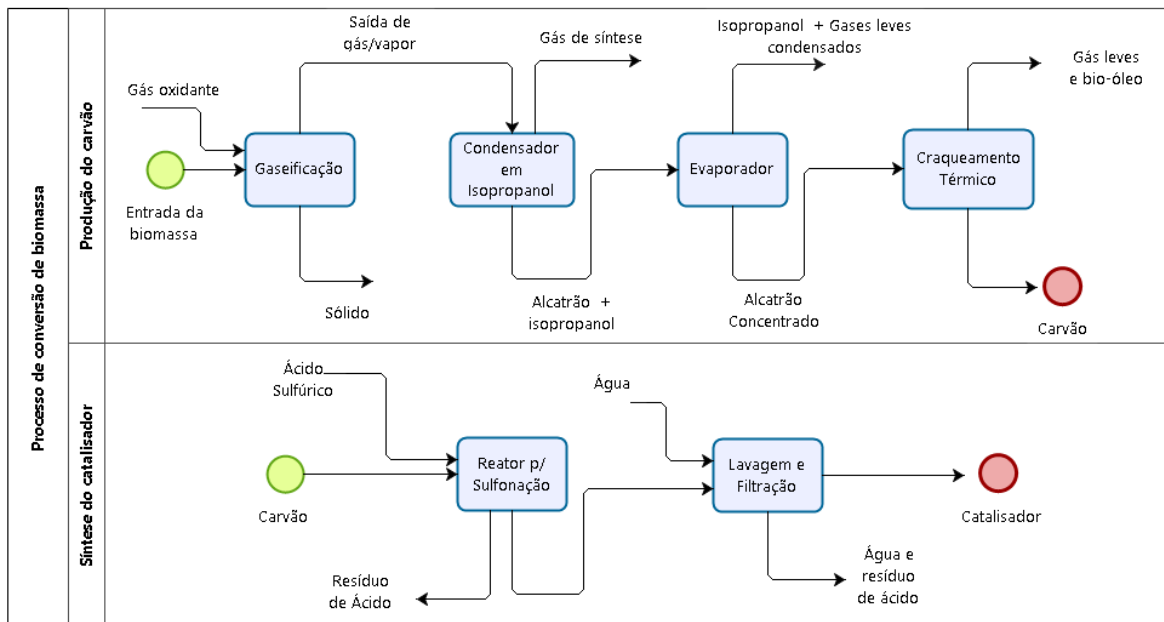 Processo de conversão de biomassa
Produção do carvão
Saída de
gás/vapor
Gás de síntese
Isopropanol + Gases leves
condensados
Gás leves
e bio-óleo
Gás oxidante
Gaseificação
Condensador
em
Isopropanol
Evaporador
Craqueamento
Térmico
Entrada da
biomassa
Sólido
Alcatrão +
isopropanol
Alcatrão
Concentrado
Carvão
Síntese do catalisador
Ácido
Sulfúrico
Água
Reator p/
Sulfonação
Lavagem e
Filtração
Carvão
Catalisador
Resíduo
de Ácido
Água e
resíduo
de ácido